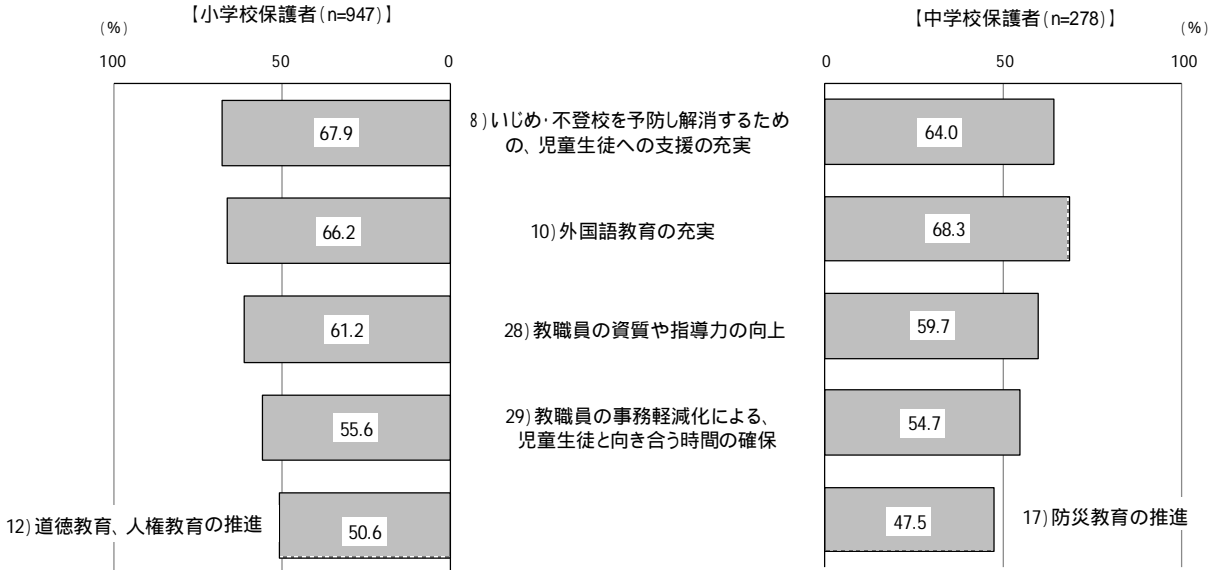 【小学校保護者(n=947)】
【中学校保護者(n=278)】
(%)
(%)
100 50 0
0 50 100
67.9
8)いじめ・不登校を予防し解消するため
の、児童生徒への支援の充実
64.0
66.2
10)外国語教育の充実
68.3
61.2
28)教職員の資質や指導力の向上
59.7
55.6
29)教職員の事務軽減化による、
児童生徒と向き合う時間の確保
54.7
12)道徳教育、人権教育の推進
50.6
47.5
17)防災教育の推進